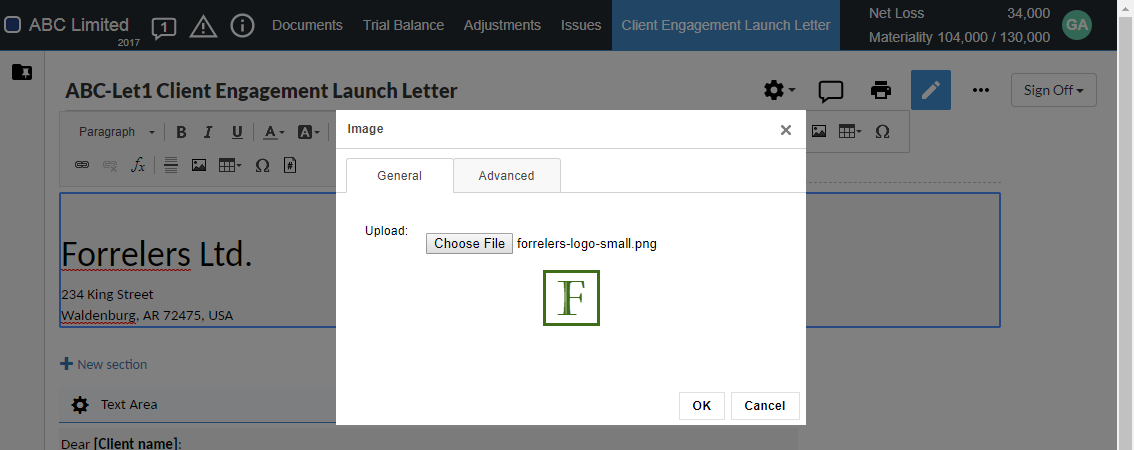 ABC Limited
2017
1
Documents
Trial Balance
Adjustments
Issues
Client Engagement Launch Letter
Net Loss 34,000
Materiality 104,000 / 130,000
GA
ABC-Let1 Client Engagement Launch Letter
Sign Off
Paragraph B I U A A Ω
fx Ω #
Image ×
General Advanced
Upload: Choose File forrelers-logo-small.png
F
OK Cancel
Forrelers Ltd.
234 King Street
Waldenburg, AR 72475, USA
New section
Text Area
Dear [Client name]: